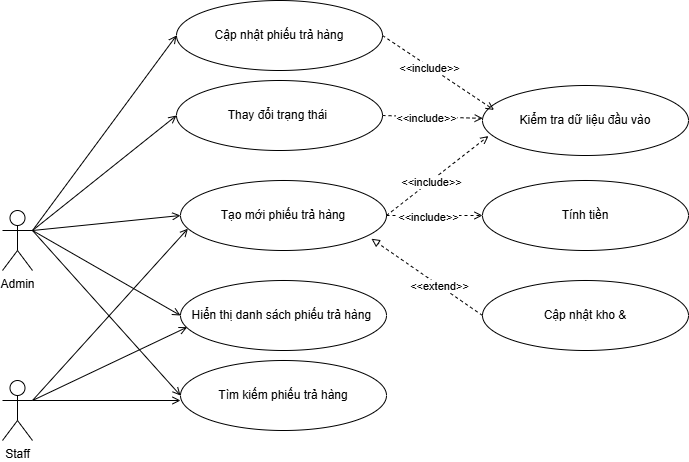 Cập nhật phiếu trả hàng
<<include>>
Thay đổi trạng thái
<<include>>
Kiểm tra dữ liệu đầu vào
<<include>>
Tạo mới phiếu trả hàng
<<include>>
Tính tiền
Admin
<<extend>>
Hiển thị danh sách phiếu trả hàng
Cập nhật kho &
Tìm kiếm phiếu trả hàng
Staff